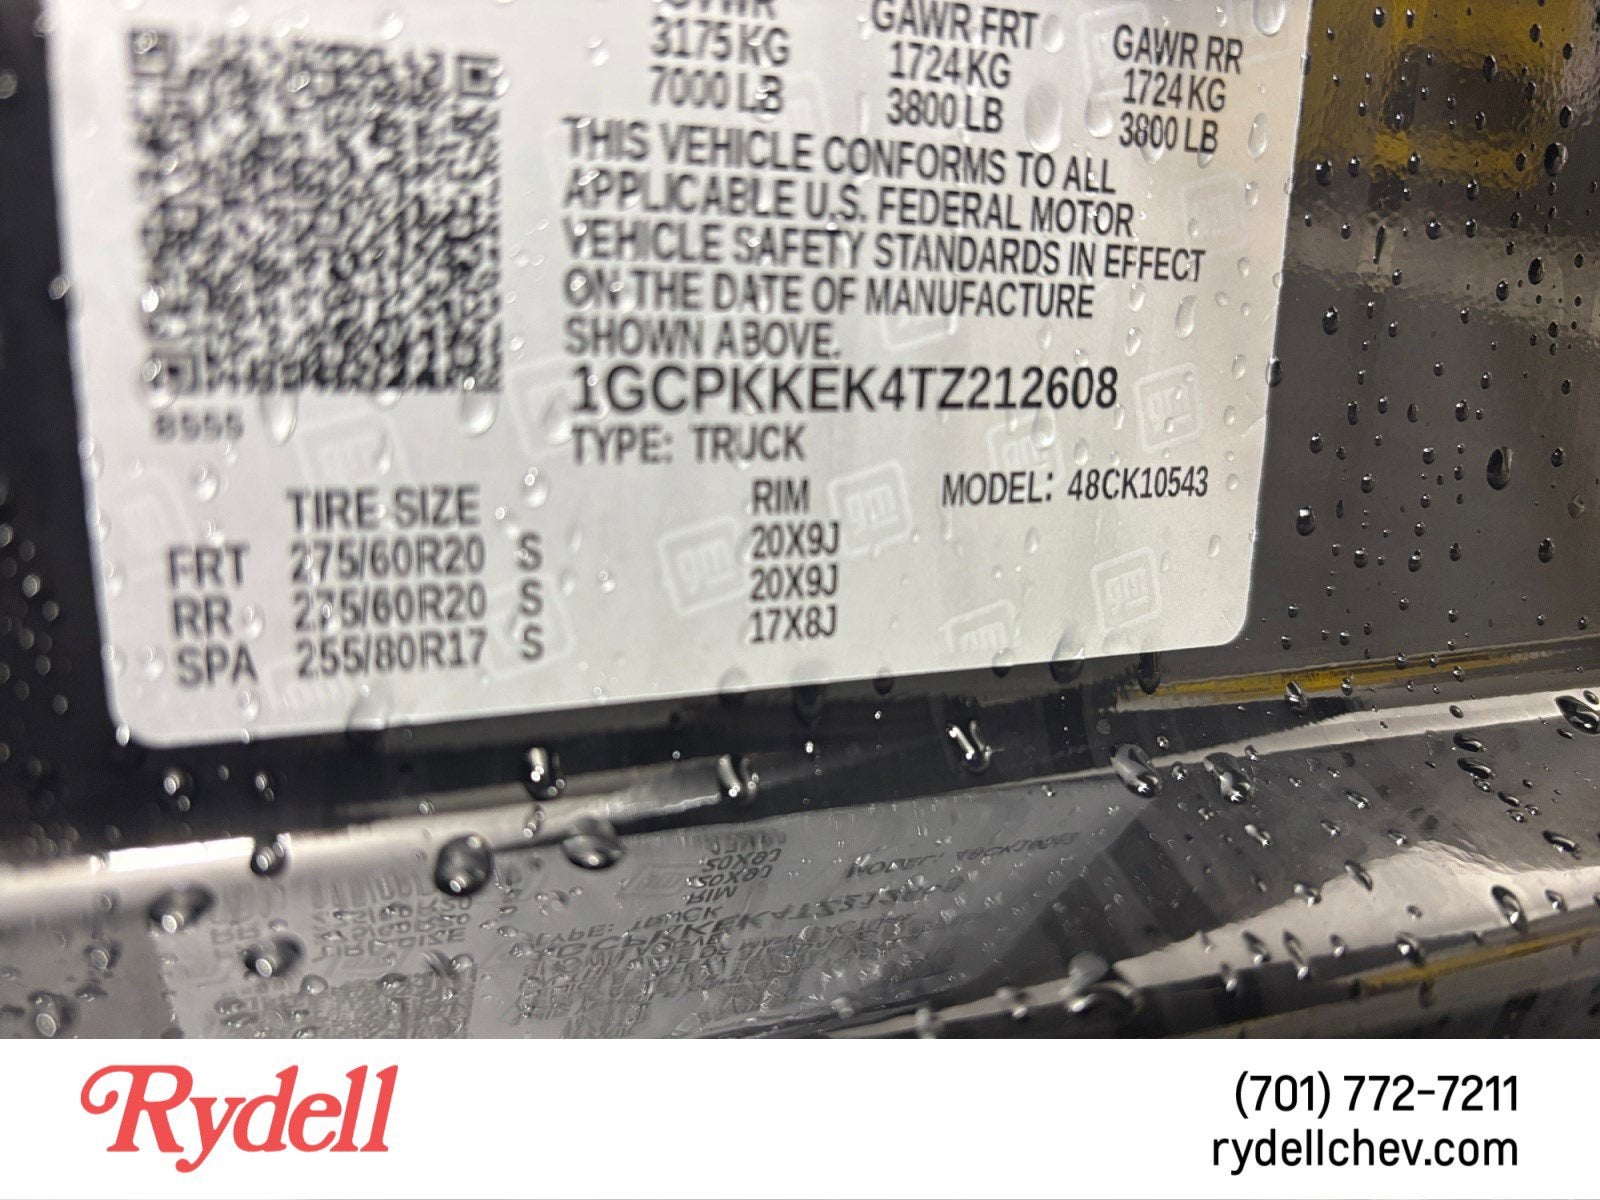 GVWR GAWR FRT GAWR RR
3175 KG 1724 KG 1724 KG
7000 LB 3800 LB 3800 LB
THIS VEHICLE CONFORMS TO ALL
APPLICABLE U.S. FEDERAL MOTOR
VEHICLE SAFETY STANDARDS IN EFFECT
ON THE DATE OF MANUFACTURE
SHOWN ABOVE.
1GCPKKEK4TZ212608
TYPE: TRUCK
MODEL: 48CK10543
TIRE SIZE RIM
FRT 275/60R20 S 20X9J
RR 275/60R20 S 20X9J
SPA 255/80R17 S 17X8J
Rydell
(701) 772-7211
rydellchev.com